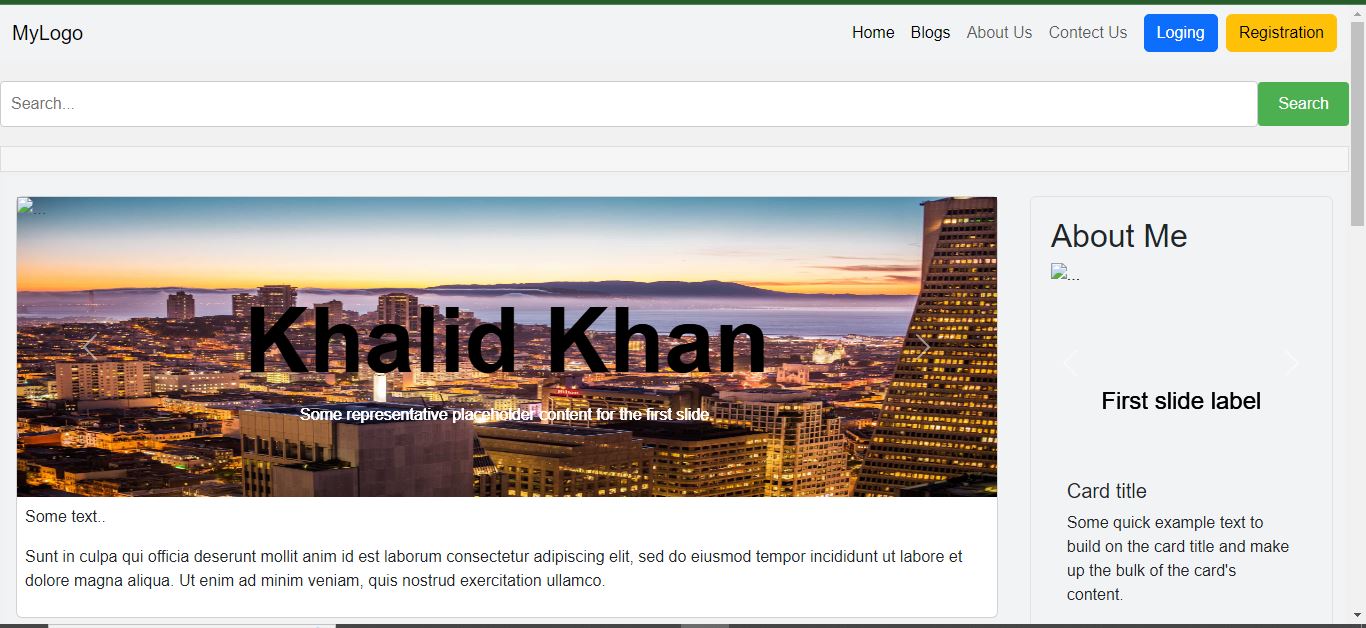 MyLogo
Home Blogs About Us Contect Us Loging Registration
Search... Search
...
Khalid Khan
Some representative placeholder content for the first slide.
Some text..
Sunt in culpa qui officia deserunt mollit anim id est laborum consectetur adipiscing elit, sed do eiusmod tempor incididunt ut labore et
dolore magna aliqua. Ut enim ad minim veniam, quis nostrud exercitation ullamco.
About Me
...
First slide label
Card title
Some quick example text to
build on the card title and make
up the bulk of the card's
content.